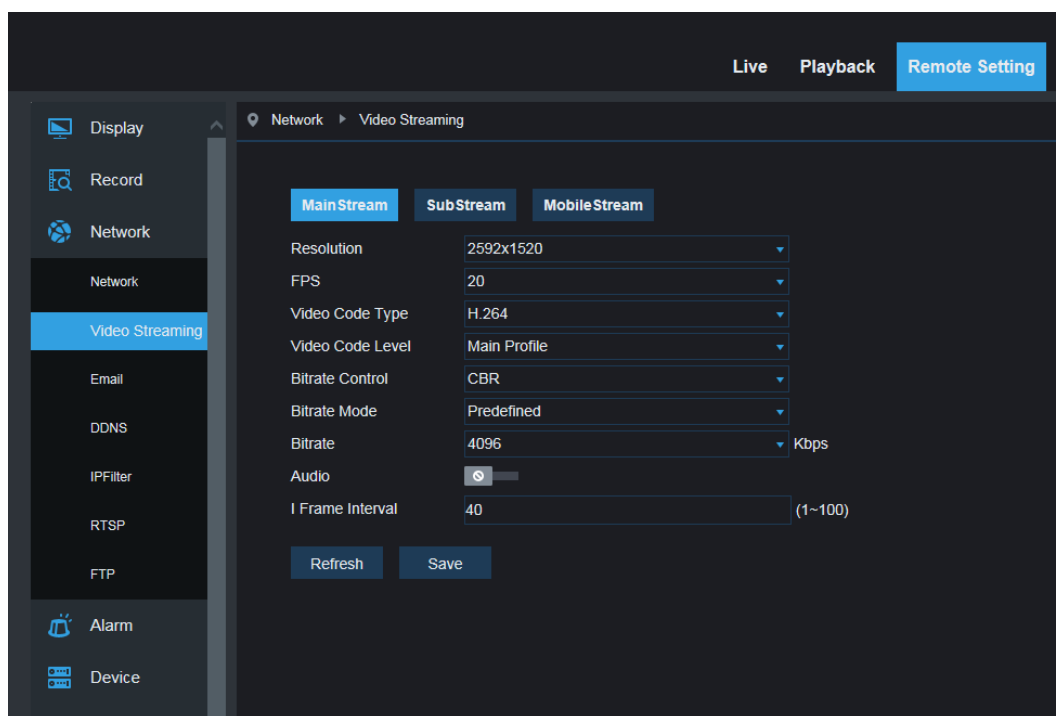 Live Playback Remote Setting
Display
Record
Network
Network
Video Streaming
Email
DDNS
IPFilter
RTSP
FTP
Alarm
Device
Network Video Streaming
MainStream SubStream MobileStream
Resolution 2592x1520
FPS 20
Video Code Type H.264
Video Code Level Main Profile
Bitrate Control CBR
Bitrate Mode Predefined
Bitrate 4096 Kbps
Audio
I Frame Interval 40 (1~100)
Refresh Save